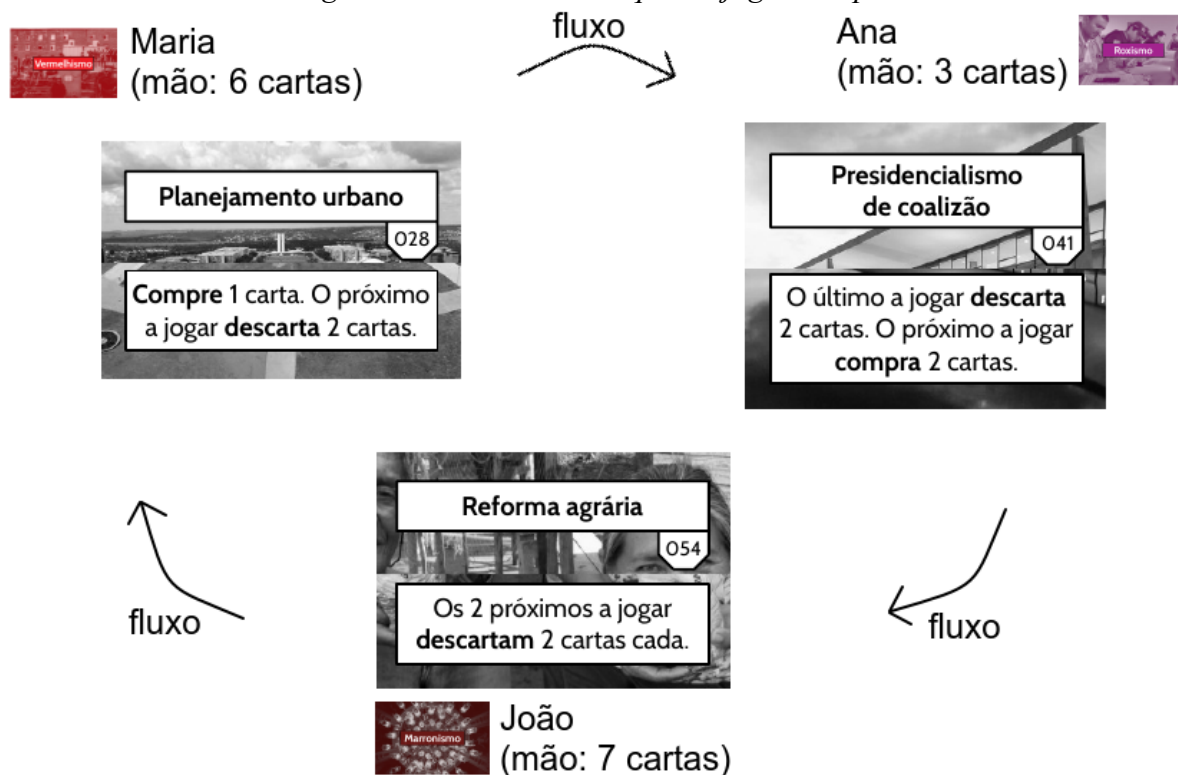 Maria
(mão: 6 cartas)
Vermelhismo
fluxo
Ana
(mão: 3 cartas)
Roxismo
Planejamento urbano
028
Compre 1 carta. O próximo
a jogar descarta 2 cartas.
Presidencialismo
de coalizão
041
O último a jogar descarta
2 cartas. O próximo a jogar
compra 2 cartas.
Reforma agrária
054
Os 2 próximos a jogar
descartam 2 cartas cada.
fluxo
fluxo
Marronismo
João
(mão: 7 cartas)